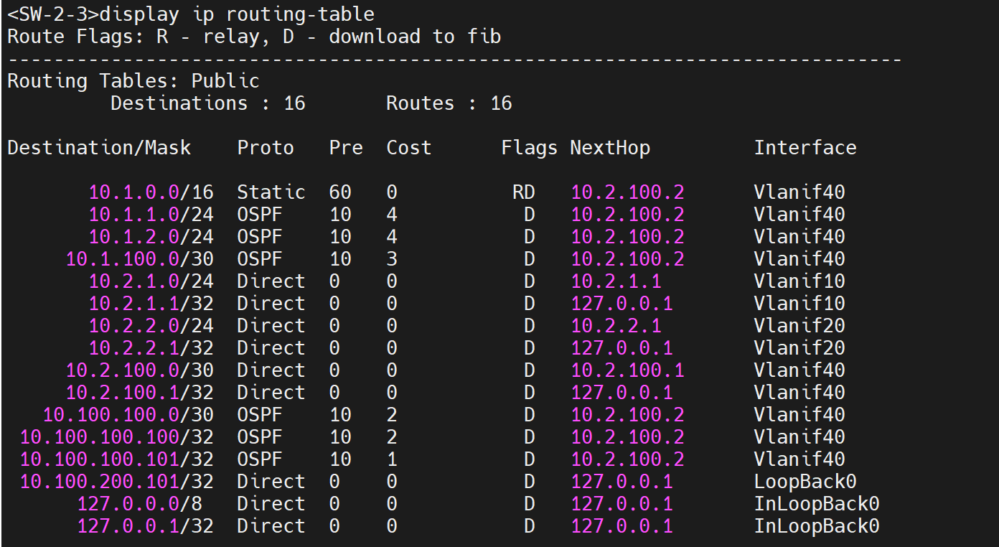 <SW-2-3>display ip routing-table
Route Flags: R - relay, D - download to fib
------------------------------------------------------------------------------
Routing Tables: Public
         Destinations : 16       Routes : 16

Destination/Mask    Proto   Pre  Cost      Flags NextHop         Interface

       10.1.0.0/16  Static  60   0          RD   10.2.100.2      Vlanif40
       10.1.1.0/24  OSPF    10   4           D   10.2.100.2      Vlanif40
       10.1.2.0/24  OSPF    10   4           D   10.2.100.2      Vlanif40
     10.1.100.0/30  OSPF    10   3           D   10.2.100.2      Vlanif40
       10.2.1.0/24  Direct  0    0           D   10.2.1.1        Vlanif10
       10.2.1.1/32  Direct  0    0           D   127.0.0.1       Vlanif10
       10.2.2.0/24  Direct  0    0           D   10.2.2.1        Vlanif20
       10.2.2.1/32  Direct  0    0           D   127.0.0.1       Vlanif20
     10.2.100.0/30  Direct  0    0           D   10.2.100.1      Vlanif40
     10.2.100.1/32  Direct  0    0           D   127.0.0.1       Vlanif40
   10.100.100.0/30  OSPF    10   2           D   10.2.100.2      Vlanif40
 10.100.100.100/32  OSPF    10   2           D   10.2.100.2      Vlanif40
 10.100.100.101/32  OSPF    10   1           D   10.2.100.2      Vlanif40
 10.100.200.101/32  Direct  0    0           D   127.0.0.1       LoopBack0
      127.0.0.0/8   Direct  0    0           D   127.0.0.1       InLoopBack0
      127.0.0.1/32  Direct  0    0           D   127.0.0.1       InLoopBack0